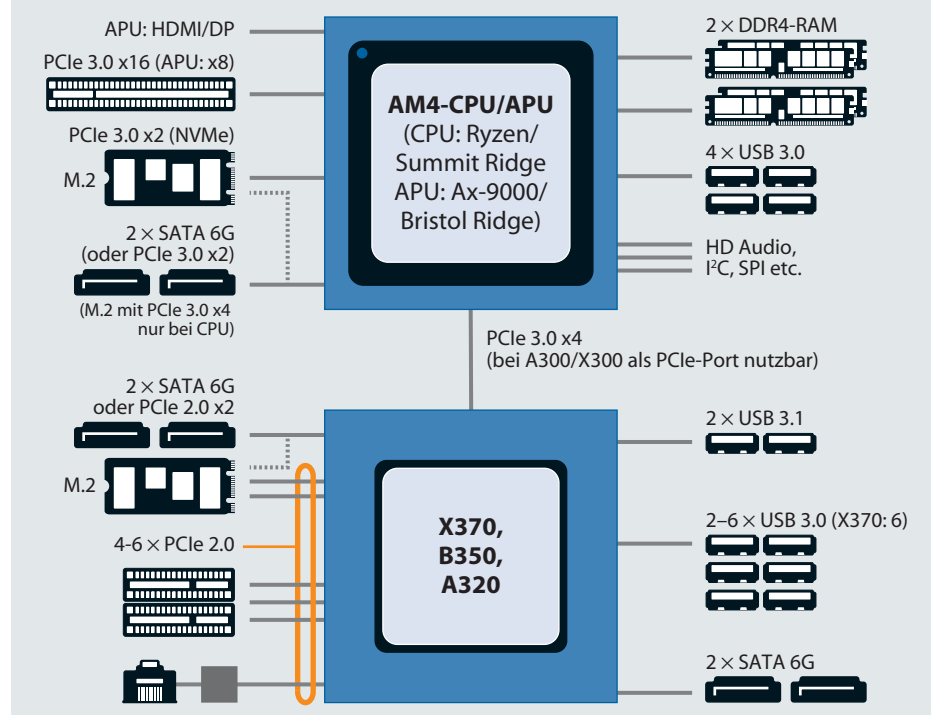 APU: HDMI/DP
PCIe 3.0 x16 (APU: x8)
PCIe 3.0 x2 (NVMe)
M.2
2 × SATA 6G
(oder PCIe 3.0 x2)
(M.2 mit PCIe 3.0 x4
nur bei CPU)
AM4-CPU/APU
(CPU: Ryzen/
Summit Ridge
APU: Ax-9000/
Bristol Ridge)
2 × DDR4-RAM
4 × USB 3.0
HD Audio,
I²C, SPI etc.
PCIe 3.0 x4
(bei A300/X300 als PCIe-Port nutzbar)
2 × SATA 6G
oder PCIe 2.0 x2
M.2
4-6 × PCIe 2.0
X370,
B350,
A320
2 × USB 3.1
2–6 × USB 3.0 (X370: 6)
2 × SATA 6G